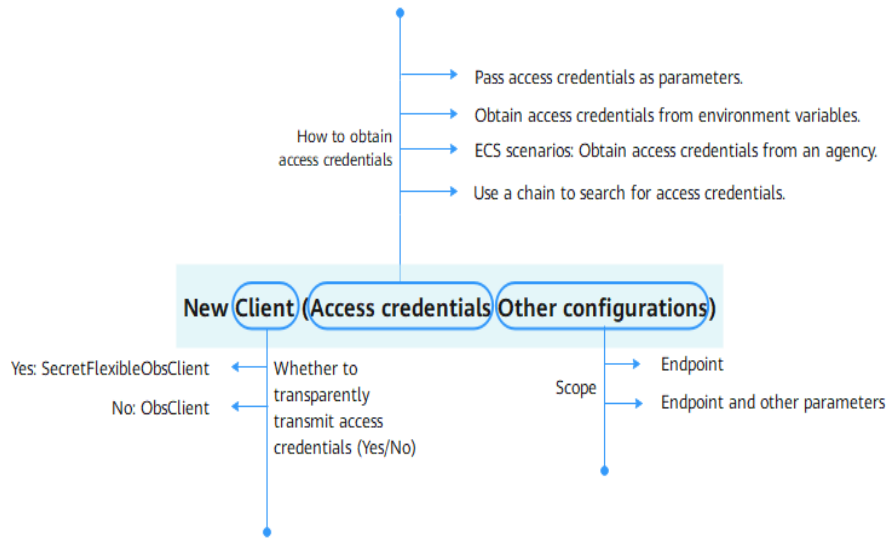 Pass access credentials as parameters.
Obtain access credentials from environment variables.
How to obtain
access credentials
ECS scenarios: Obtain access credentials from an agency.
Use a chain to search for access credentials.
New Client (Access credentials Other configurations)
Yes: SecretFlexibleObsClient
No: ObsClient
Whether to
transparently
transmit access
credentials (Yes/No)
Scope
Endpoint
Endpoint and other parameters